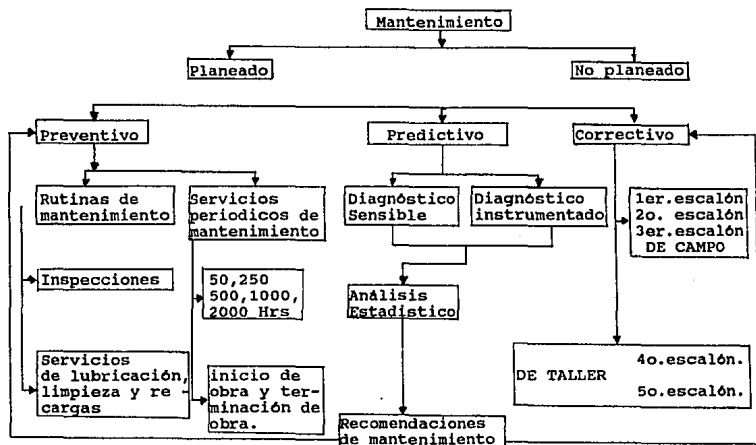 Mantenimiento
Planeado
No planeado
Preventivo
Predictivo
Correctivo
Rutinas de
mantenimiento
Servicios
periodicos de
mantenimiento
Diagnóstico
Sensible
Diagnóstico
instrumentado
1er.escalón
2o. escalón
3er.escalón
DE CAMPO
Inspecciones
50,250
500,1000,
2000 Hrs
Análisis
Estadistico
Servicios
de lubricación,
limpieza y re -
cargas
inicio de
obra y ter-
minación de
obra.
4o.escalón.
DE TALLER
5o.escalón.
Recomendaciones
de mantenimiento